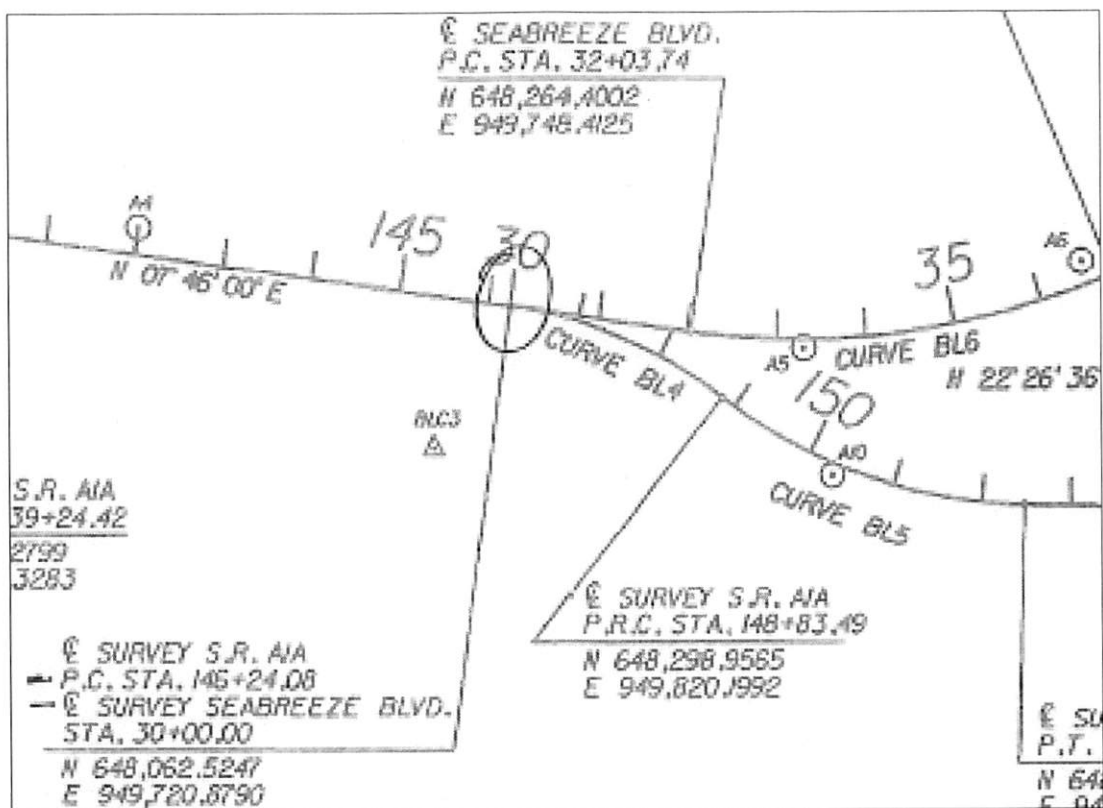 ℄ SEABREEZE BLVD.
P.C. STA. 32+03.74
N 648,264.4002
E 949,748.4125
A4
145
30
35
A6
N 07°46'00" E
CURVE BL4
A5
CURVE BL6
N 22°26'36
150
BLC3
A10
CURVE BL5
S.R. A1A
39+24.42
2799
.3283
℄ SURVEY S.R. A1A
P.R.C. STA. 148+83.49
N 648,298.9565
E 949,820.1992
℄ SURVEY S.R. A1A
P.C. STA. 146+24.08
℄ SURVEY SEABREEZE BLVD.
STA. 30+00.00
N 648,062.5247
E 949,720.8790
℄ SU
P.T.
N 648
E 94